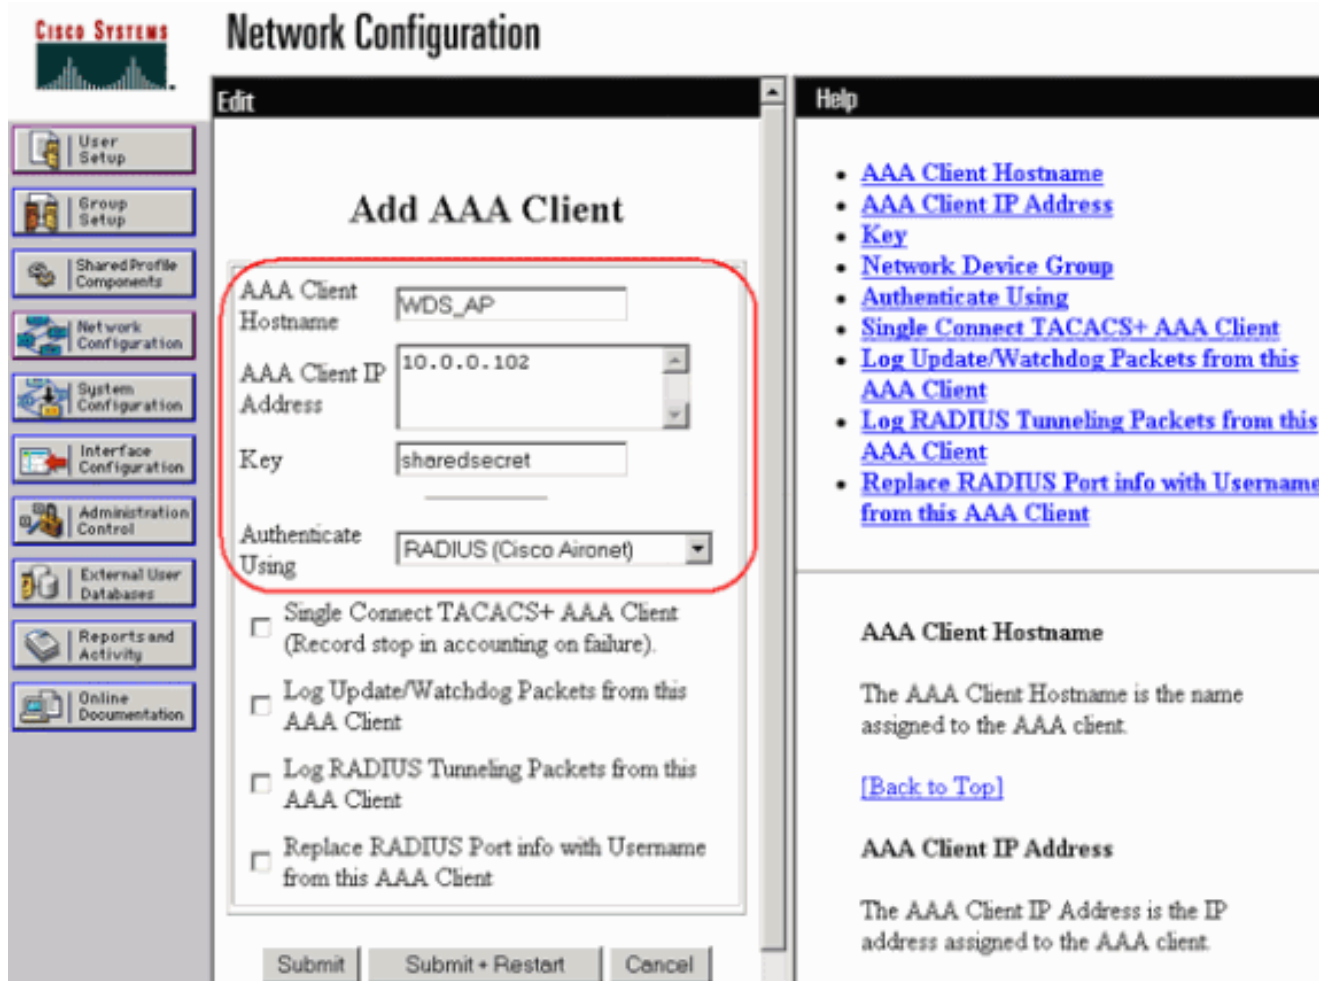 CISCO SYSTEMS
Network Configuration
User
Setup
Group
Setup
Shared Profile
Components
Network
Configuration
System
Configuration
Interface
Configuration
Administration
Control
External User
Databases
Reports and
Activity
Online
Documentation
Edit
Add AAA Client
AAA Client
Hostname
WDS_AP
AAA Client IP
Address
10.0.0.102
Key
sharedsecret
Authenticate
Using
RADIUS (Cisco Aironet)
Single Connect TACACS+ AAA Client
(Record stop in accounting on failure).
Log Update/Watchdog Packets from this
AAA Client
Log RADIUS Tunneling Packets from this
AAA Client
Replace RADIUS Port info with Username
from this AAA Client
Submit
Submit + Restart
Cancel
Help
AAA Client Hostname
AAA Client IP Address
Key
Network Device Group
Authenticate Using
Single Connect TACACS+ AAA Client
Log Update/Watchdog Packets from this
AAA Client
Log RADIUS Tunneling Packets from this
AAA Client
Replace RADIUS Port info with Username
from this AAA Client
AAA Client Hostname
The AAA Client Hostname is the name
assigned to the AAA client.
[Back to Top]
AAA Client IP Address
The AAA Client IP Address is the IP
address assigned to the AAA client.